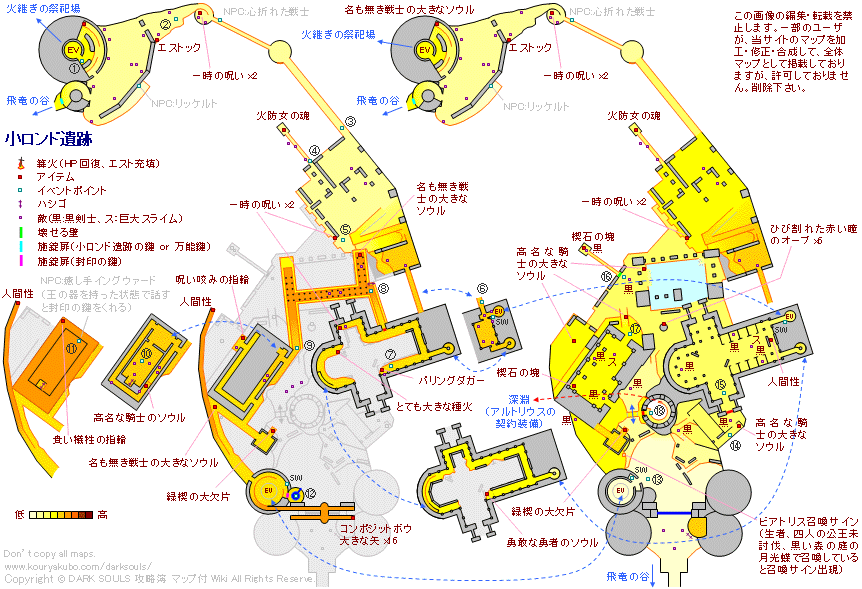 火継ぎの祭祀場
NPC:心折れた戦士
②
エストック
EV
①
一時の呪い x2
飛竜の谷
NPC:リッケルト
小ロンド遺跡
篝火(HP回復、エスト充填)
アイテム
イベントポイント
ハシゴ
敵(黒:黒剣士、ス:巨大スライム)
壊せる壁
施錠扉(小ロンド遺跡の鍵 or 万能鍵)
施錠扉(封印の鍵)
NPC:癒し手イングウァード
(王の器を持った状態で話す
と封印の鍵をくれる)
人間性
⑪
貪い犠牲の指輪
⑩
高名な騎士のソウル
名も無き戦士の大きなソウル
呪い咬みの指輪
人間性
火防女の魂
③
④
名も無き戦
士の大きな
ソウル
一時の呪い x2
⑤
⑧
⑨
⑥
EV
SW
⑦
パリングダガー
とても大きな種火
緑楔の大欠片
EV
SW
⑫
コンポジットボウ
大きな矢 x16
勇敢な勇者のソウル
低
高
名も無き戦士の大きなソウル
NPC:心折れた戦士
火継ぎの祭祀場
エストック
EV
一時の呪い x2
飛竜の谷
NPC:リッケルト
この画像の編集・転載を禁
止します。一部のユーザ
が、当サイトのマップを加
工・修正・合成して、全体
マップとして掲載しており
ますが、許可しておりませ
ん。削除下さい。
火防女の魂
一時の呪い x2
楔石の塊
黒
高名な騎
士の大きな
ソウル
ひび割れた赤い瞳
のオーブ x6
⑯
黒
⑰
EV
SW
黒
ス
黒
黒
ス
黒
楔石の塊
人間性
深淵
(アルトリウスの
契約装備)
黒
黒
⑱
⑮
黒
黒
高名な騎
士の大きな
ソウル
⑭
緑楔の大欠片
SW
EV
⑬
ビアトリス召喚サイン
(生者、四人の公王未
討伐、黒い森の庭の
月光蝶で召喚している
と召喚サイン出現)
飛竜の谷
Don't copy all maps.
www.kouryakubo.com/darksouls/
Copyright © DARK SOULS 攻略簿 マップ付 Wiki All Rights Reserve.